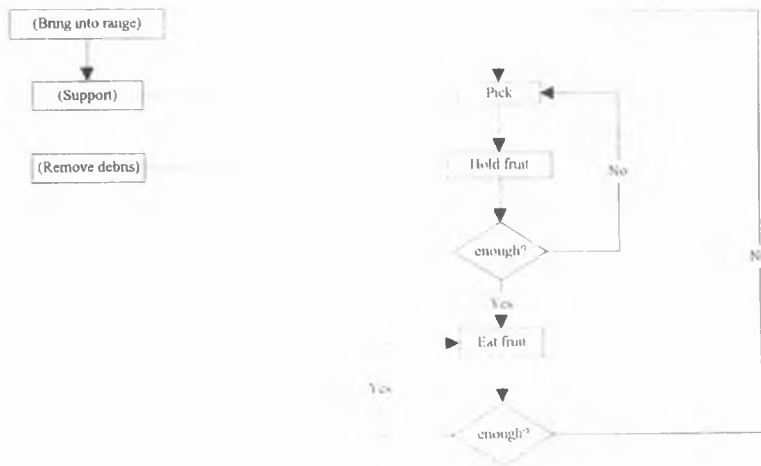 (Bring into range)
(Support)
Pick
(Remove debris)
Hold fruit
No
enough?
Yes
Eat fruit
Yes
enough?